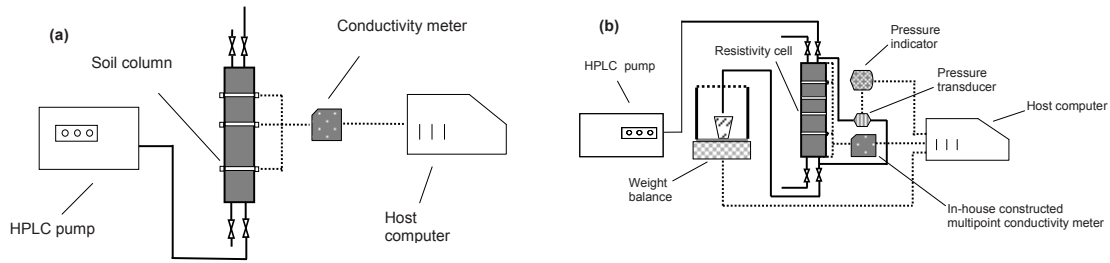 (a)
Conductivity meter
Soil column
HPLC pump
Host
computer
(b)
Pressure
indicator
Resistivity cell
HPLC pump
Pressure
transducer
Host computer
Weight
balance
In-house constructed
multipoint conductivity meter